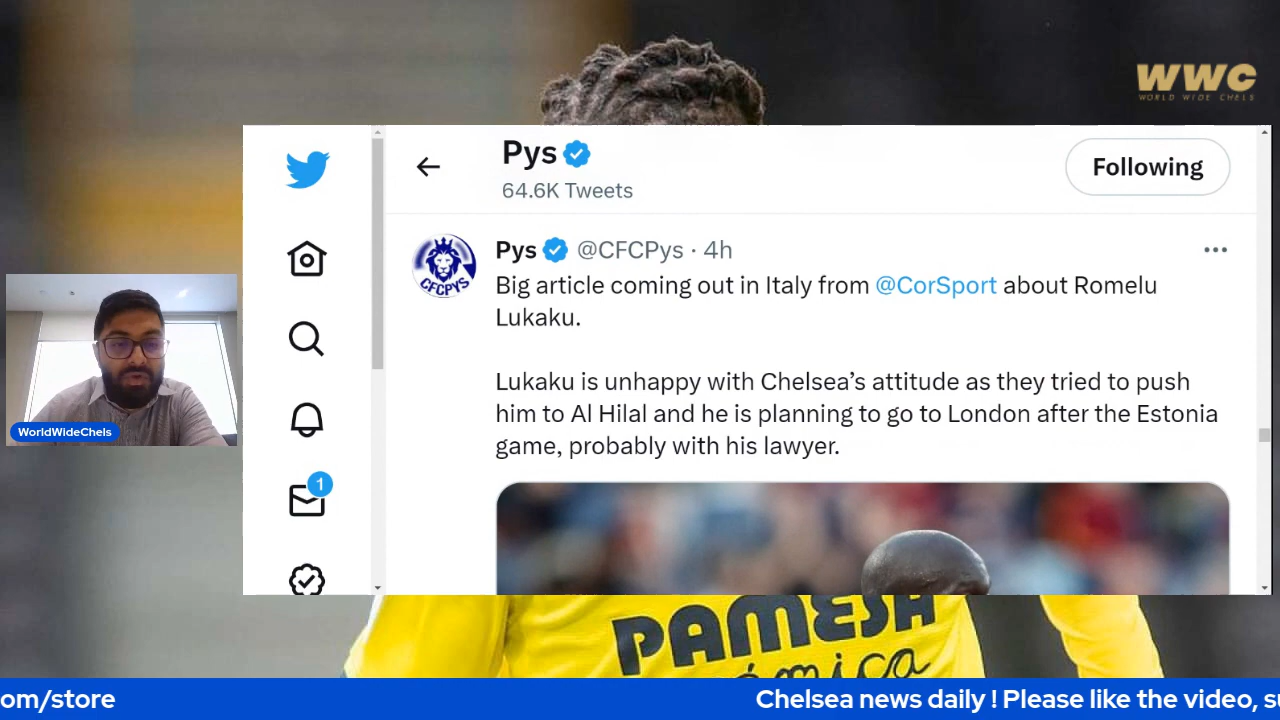 WWC
WORLD WIDE CHELS
Pys
64.6K Tweets
Following
Pys @CFCPys · 4h
CFCPYS
Big article coming out in Italy from @CorSport about Romelu
Lukaku.
Lukaku is unhappy with Chelsea’s attitude as they tried to push
him to Al Hilal and he is planning to go to London after the Estonia
game, probably with his lawyer.
1
WorldWideChels
PAMESA
om/store
Chelsea news daily ! Please like the video, su